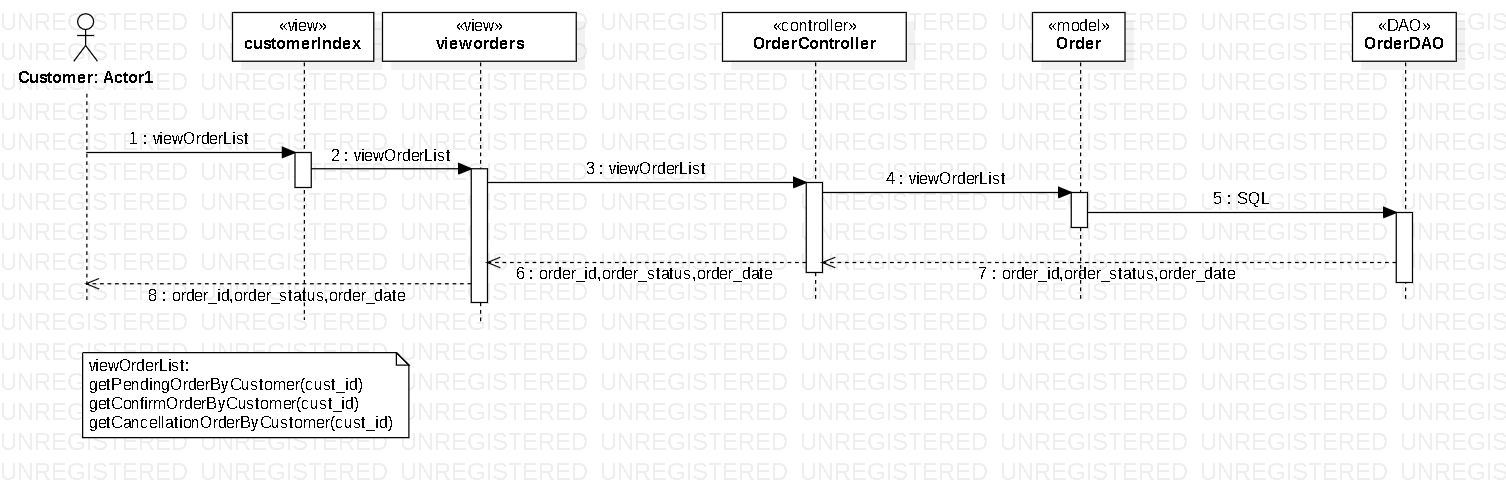 «view»
customerIndex
«view»
vieworders
«controller»
OrderController
«model»
Order
«DAO»
OrderDAO
Customer: Actor1
1 : viewOrderList
2 : viewOrderList
3 : viewOrderList
4 : viewOrderList
5 : SQL
6 : order_id,order_status,order_date
7 : order_id,order_status,order_date
8 : order_id,order_status,order_date
viewOrderList:
getPendingOrderByCustomer(cust_id)
getConfirmOrderByCustomer(cust_id)
getCancellationOrderByCustomer(cust_id)
UNREGISTERED